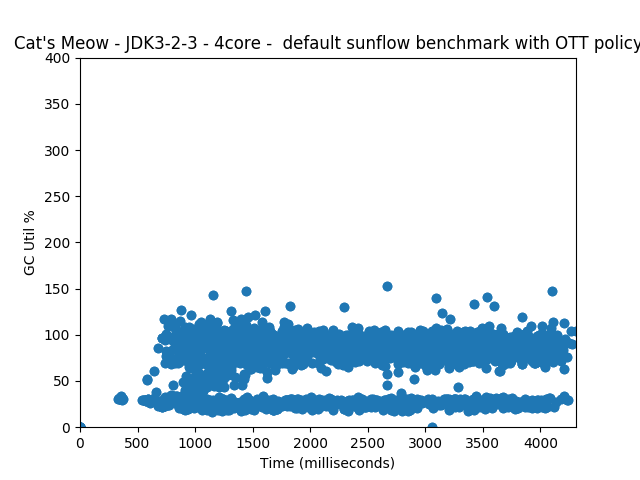 Cat's Meow - JDK3-2-3 - 4core -  default sunflow benchmark with OTT policy
400
350
300
250
200
150
100
50
0
GC Util %
0 500 1000 1500 2000 2500 3000 3500 4000
Time (milliseconds)